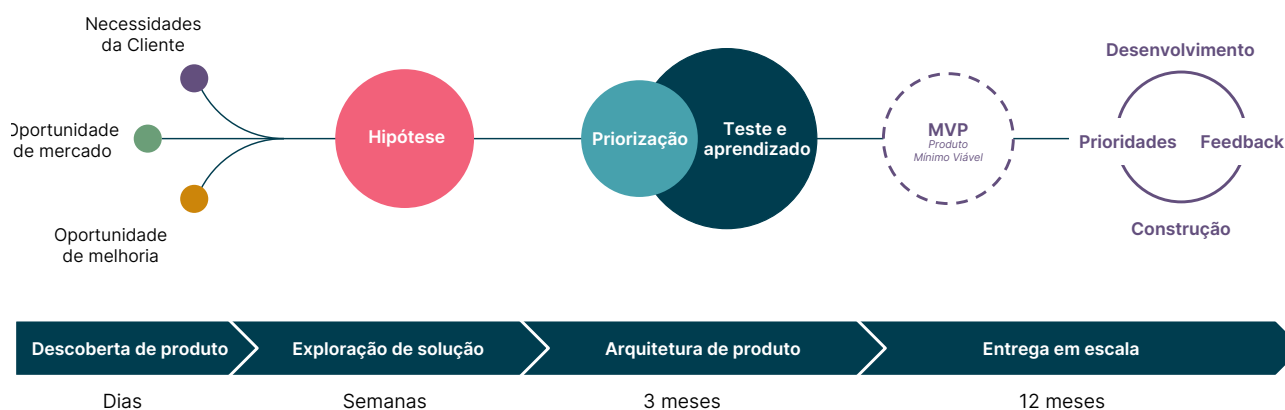 Necessidades
da Cliente
Oportunidade
de mercado
Oportunidade
de melhoria
Hipótese
Priorização
Teste e
aprendizado
MVP
Produto
Mínimo Viável
Desenvolvimento
Prioridades
Feedback
Construção
Descoberta de produto
Exploração de solução
Arquitetura de produto
Entrega em escala
Dias
Semanas
3 meses
12 meses